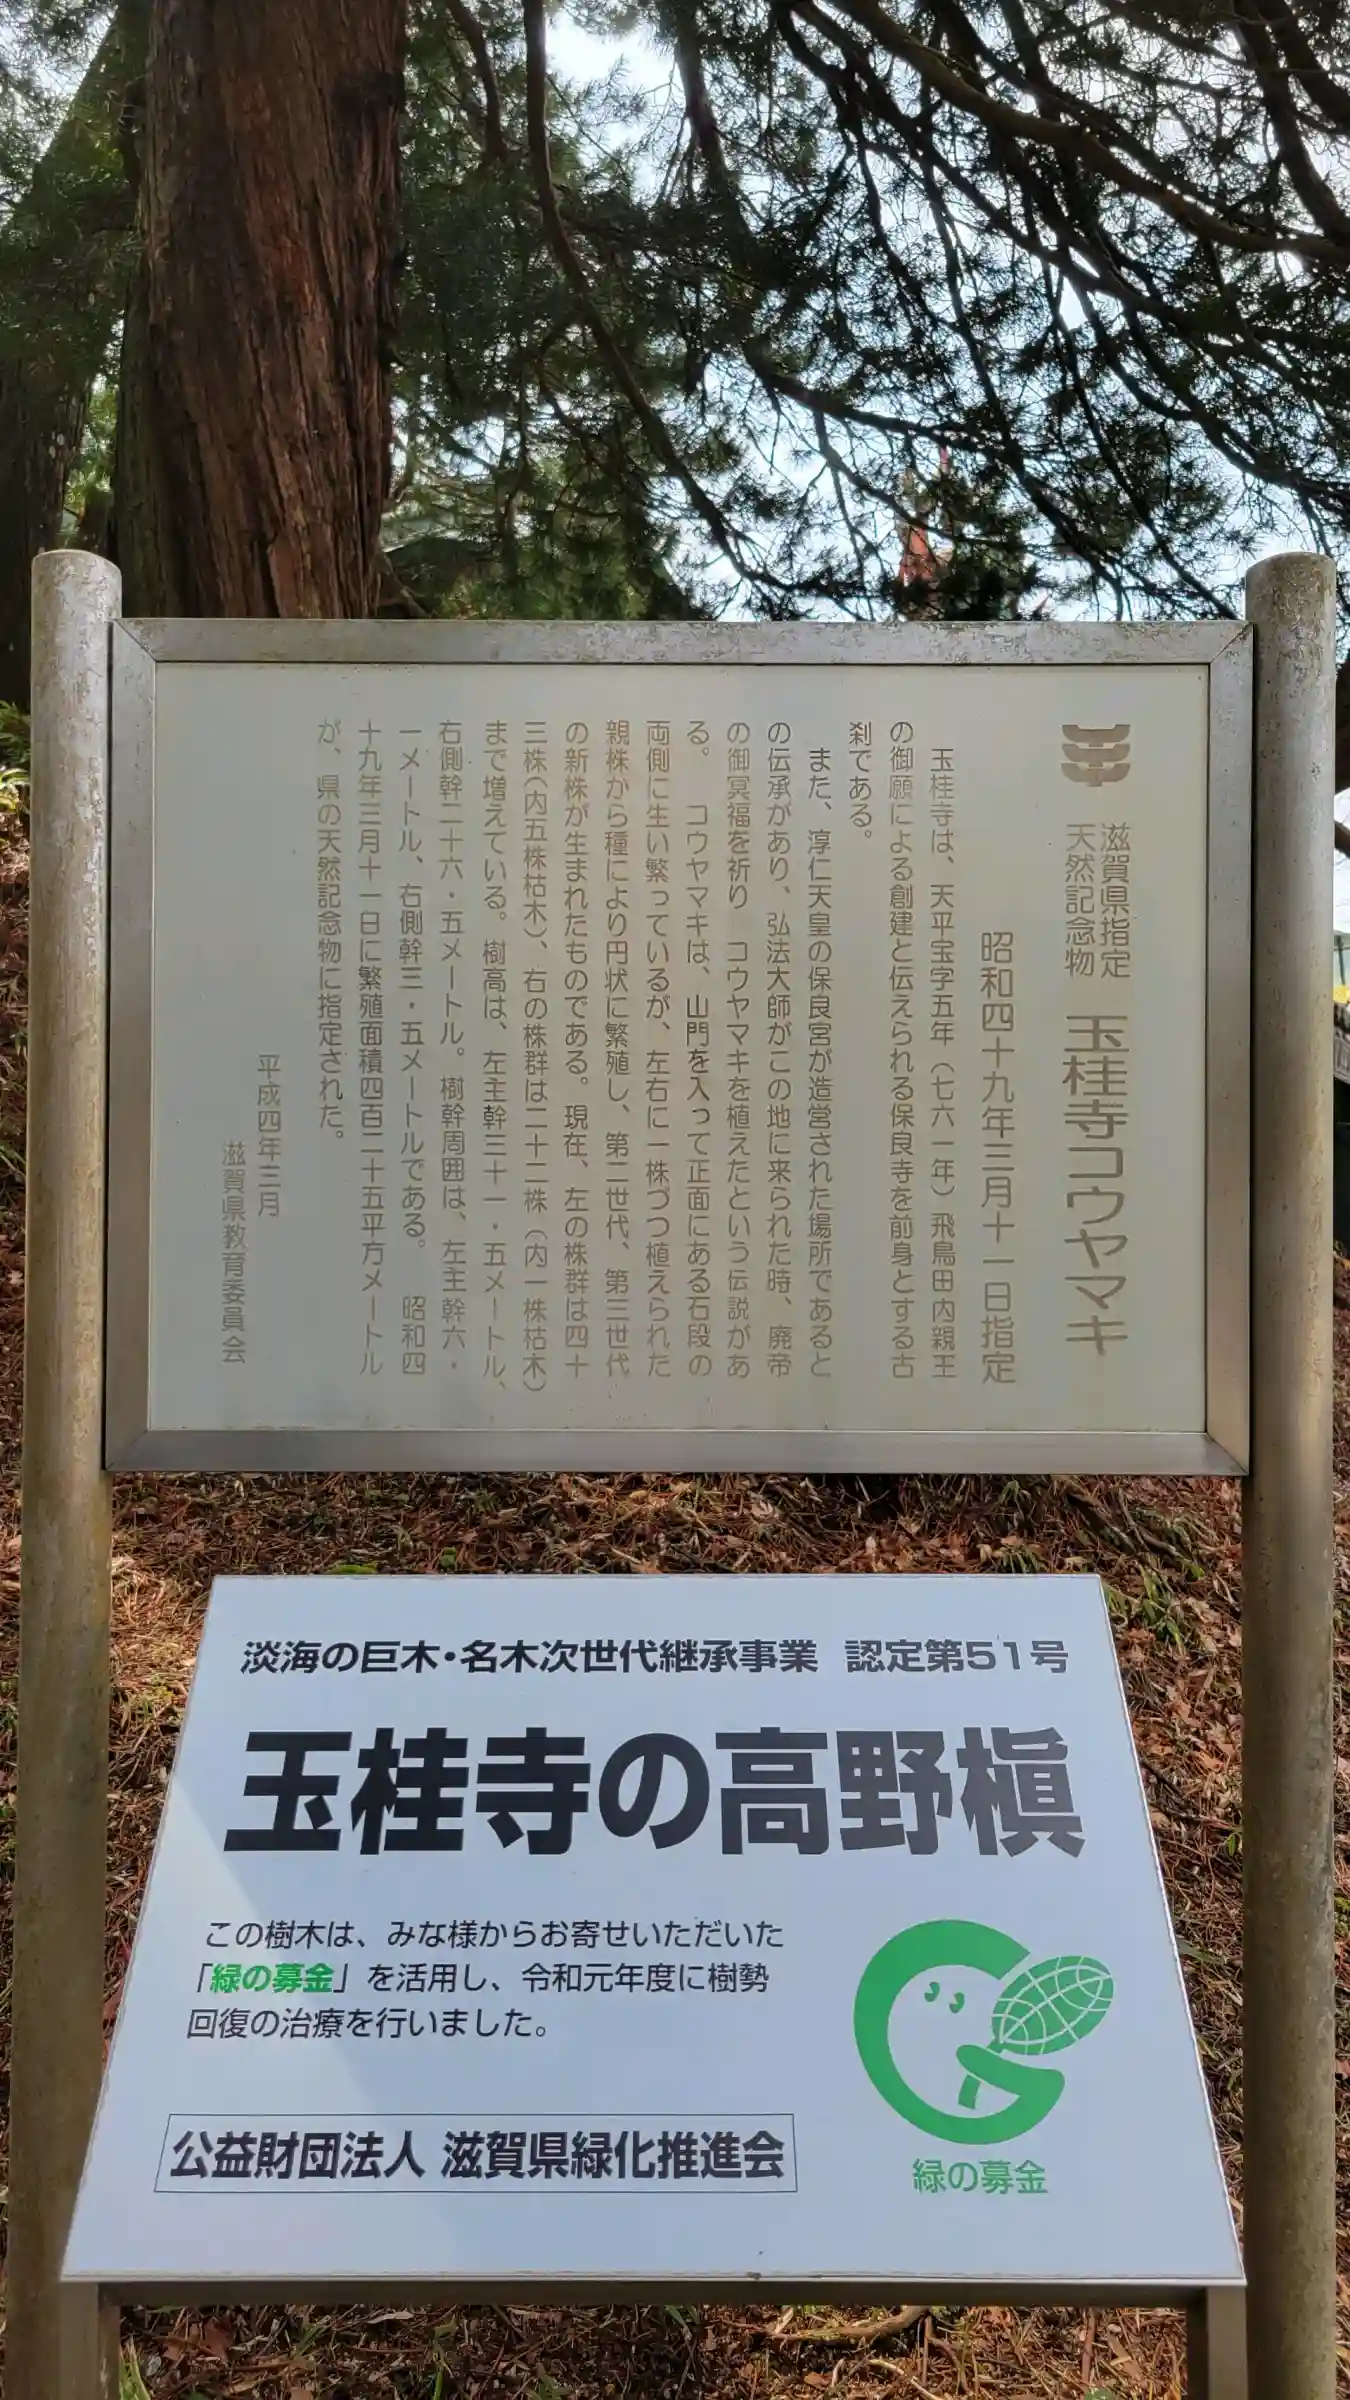 滋賀県指定
天然記念物
玉桂寺コウヤマキ
昭和四十九年三月十一日指定
玉桂寺は、天平宝字五年（七六一年）飛鳥田内親王
の御願による創建と伝えられる保良寺を前身とする古
刹である。
また、淳仁天皇の保良宮が造営された場所であると
の伝承があり、弘法大師がこの地に来られた時、廃帝
の御冥福を祈り　コウヤマキを植えたという伝説があ
る。　コウヤマキは、山門を入って正面にある石段の
両側に生い繁っているが、左右に一株づつ植えられた
親株から種により円状に繁殖し、第二世代、第三世代
の新株が生まれたものである。現在、左の株群は四十
三株（内五株枯木）、右の株群は二十二株（内一株枯木）
まで増えている。樹高は、左主幹三十一・五メートル、
右側幹二十六・五メートル。樹幹周囲は、左主幹六・
一メートル、右側幹三・五メートルである。　昭和四
十九年三月十一日に繁殖面積四百二十五平方メートル
が、県の天然記念物に指定された。
平成四年三月
滋賀県教育委員会
淡海の巨木・名木次世代継承事業　認定第51号
玉桂寺の高野槇
この樹木は、みな様からお寄せいただいた
「緑の募金」を活用し、令和元年度に樹勢
回復の治療を行いました。
公益財団法人 滋賀県緑化推進会
緑の募金